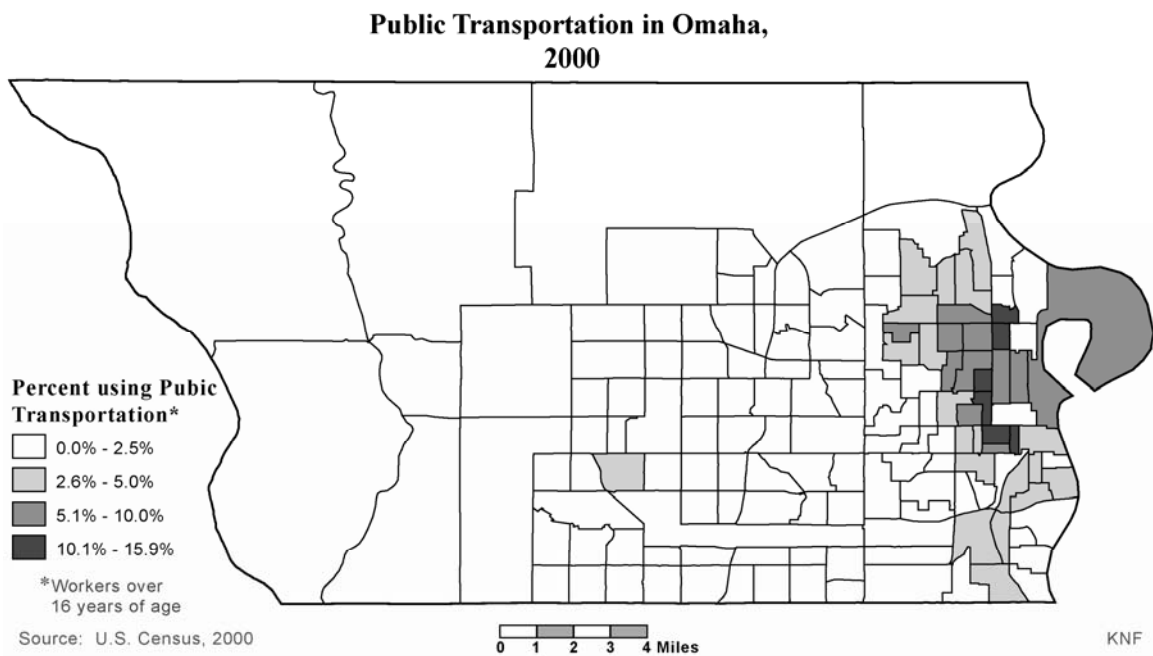 Public Transportation in Omaha,
2000
Percent using Pubic
Transportation*
0.0% - 2.5%
2.6% - 5.0%
5.1% - 10.0%
10.1% - 15.9%
*Workers over
16 years of age
Source: U.S. Census, 2000
0 1 2 3 4 Miles
KNF